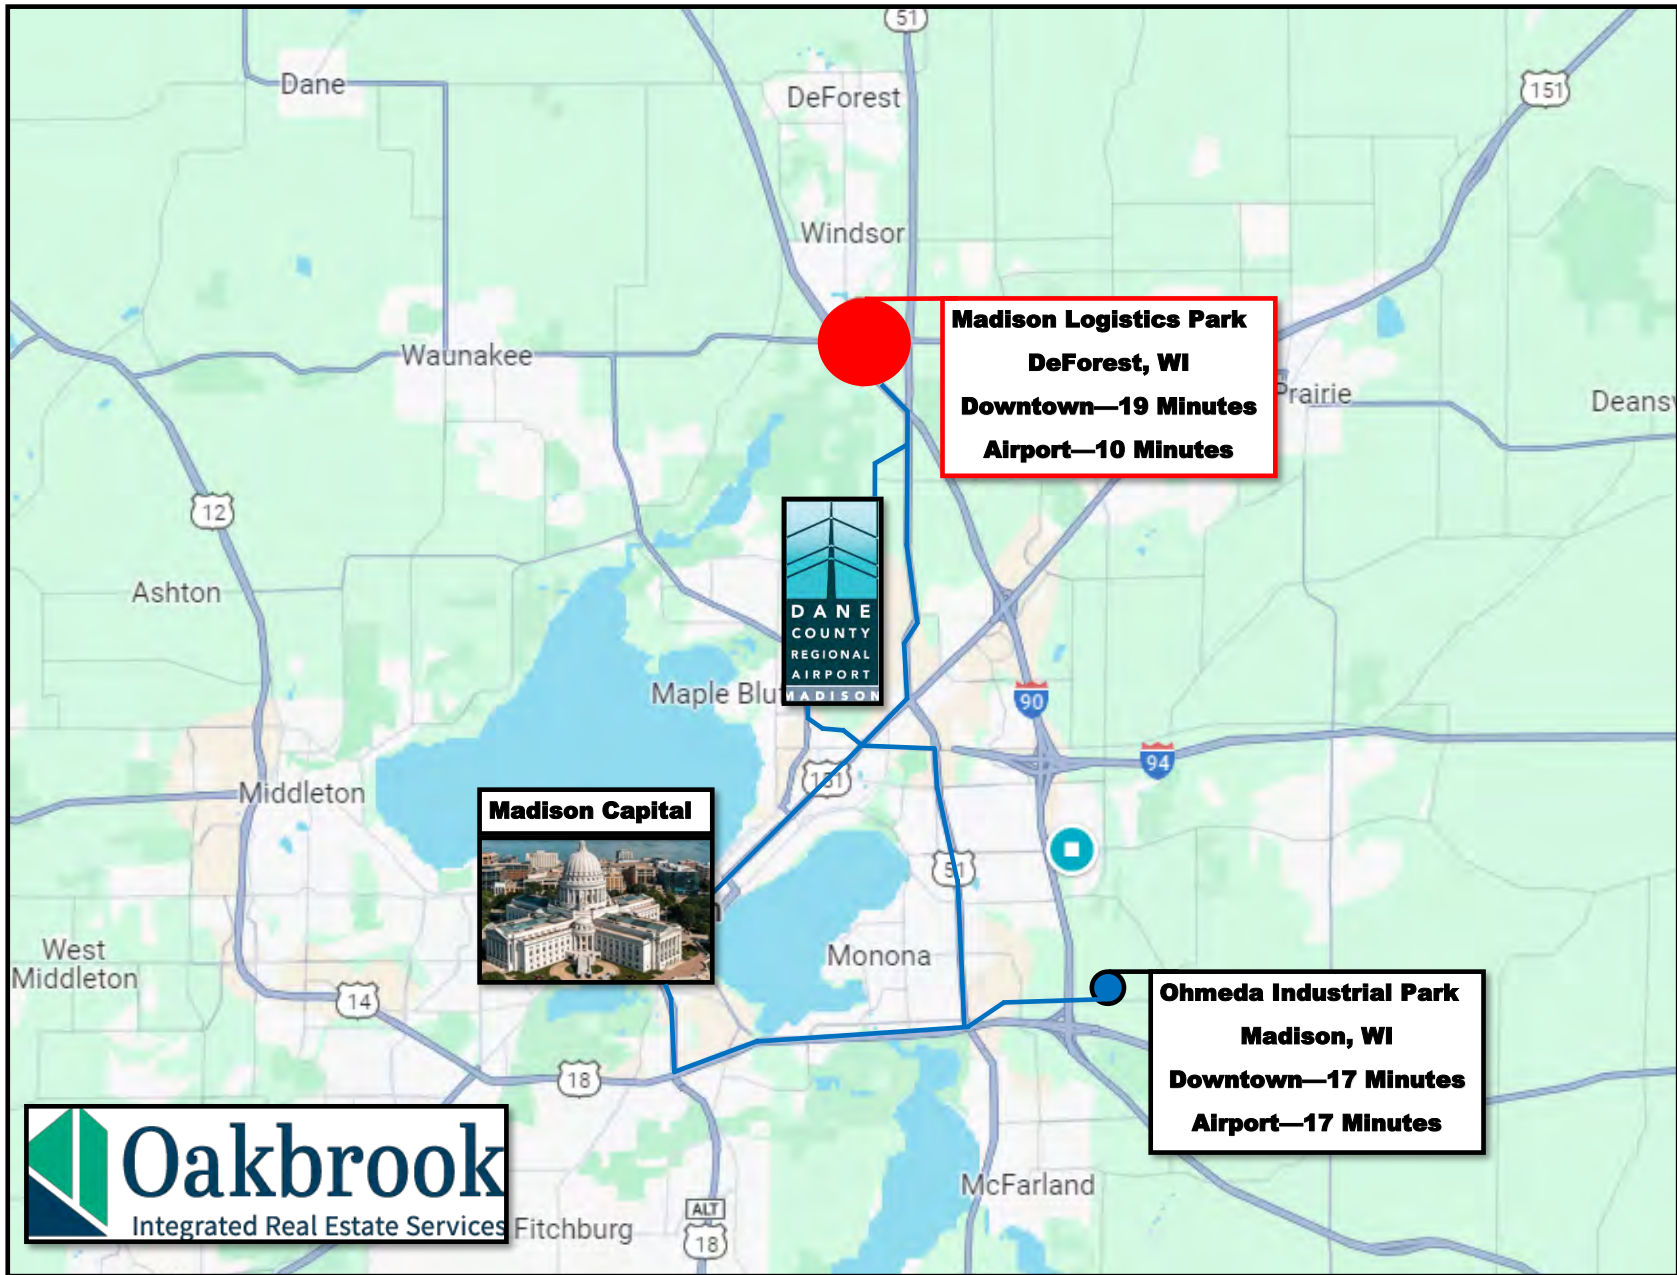 51
151
Dane
DeForest
Windsor
Waunakee
Madison Logistics Park
DeForest, WI
Downtown—19 Minutes
Airport—10 Minutes
Prairie
12
Ashton
DANE
COUNTY
REGIONAL
AIRPORT
MADISON
Maple Blu
90
94
151
Middleton
Madison Capital
51
West
Middleton
Monona
14
18
Ohmeda Industrial Park
Madison, WI
Downtown—17 Minutes
Airport—17 Minutes
Oakbrook
Integrated Real Estate Services
Fitchburg
McFarland
ALT
18